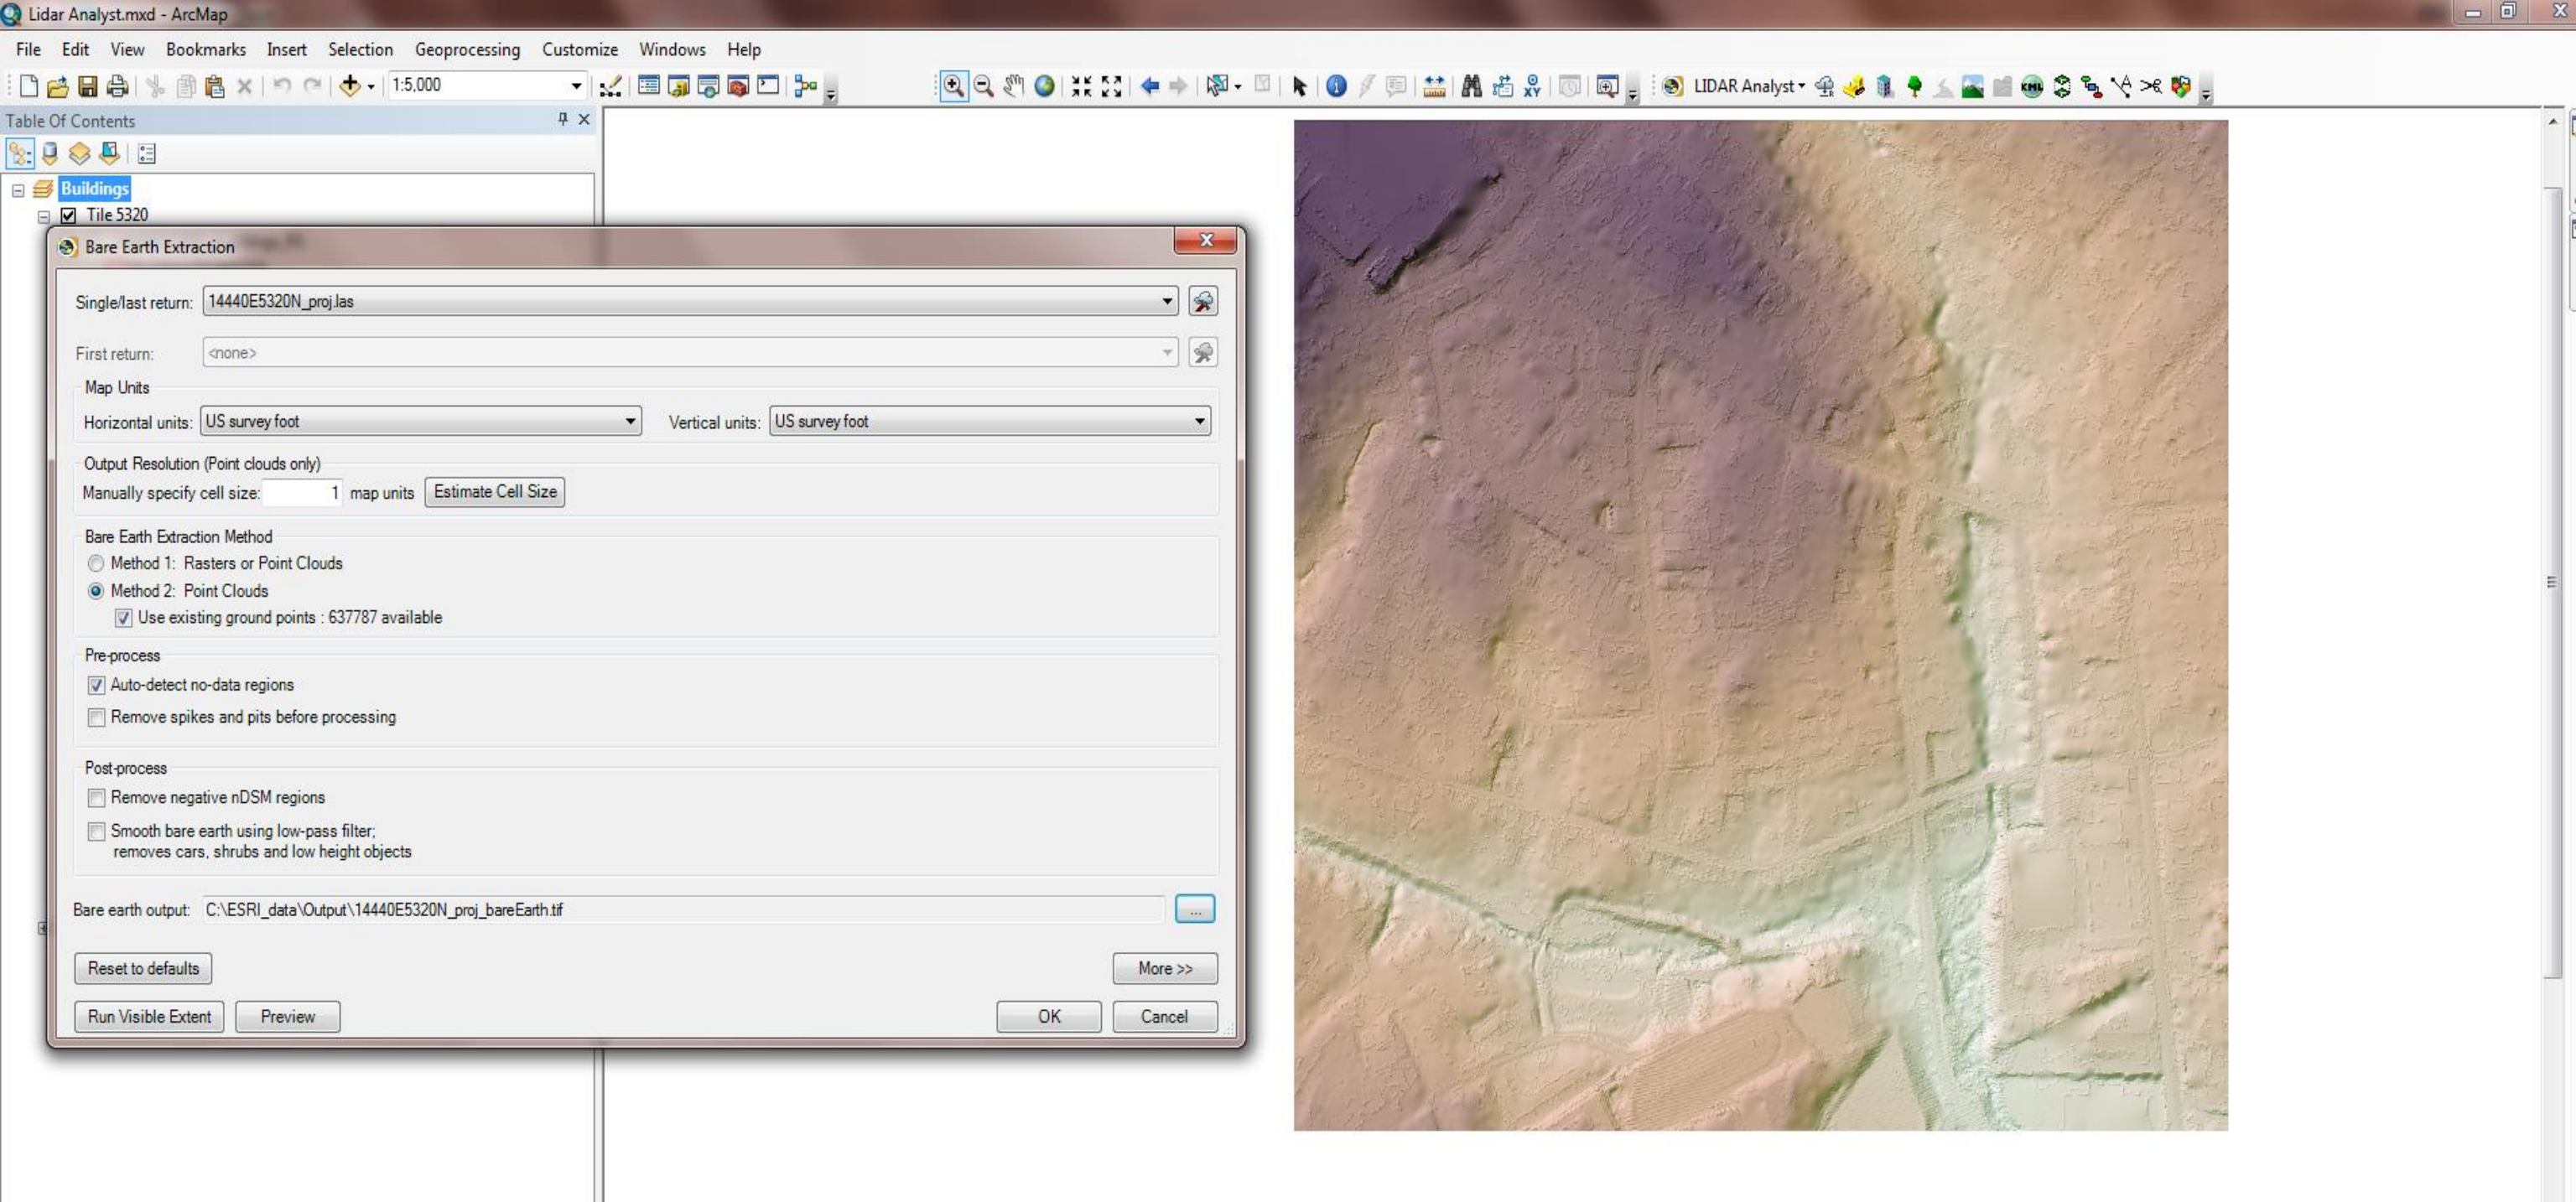 Lidar Analyst.mxd - ArcMap
File Edit View Bookmarks Insert Selection Geoprocessing Customize Windows Help
1:5,000
LIDAR Analyst
KML
Table Of Contents
Buildings
Tile 5320
Bare Earth Extraction
Single/last return: 14440E5320N_proj.las
First return: <none>
Map Units
Horizontal units: US survey foot Vertical units: US survey foot
Output Resolution (Point clouds only)
Manually specify cell size: 1 map units Estimate Cell Size
Bare Earth Extraction Method
Method 1: Rasters or Point Clouds
Method 2: Point Clouds
Use existing ground points : 637787 available
Pre-process
Auto-detect no-data regions
Remove spikes and pits before processing
Post-process
Remove negative nDSM regions
Smooth bare earth using low-pass filter;
removes cars, shrubs and low height objects
Bare earth output: C:\ESRI_data\Output\14440E5320N_proj_bareEarth.tif ...
Reset to defaults More >>
Run Visible Extent Preview OK Cancel